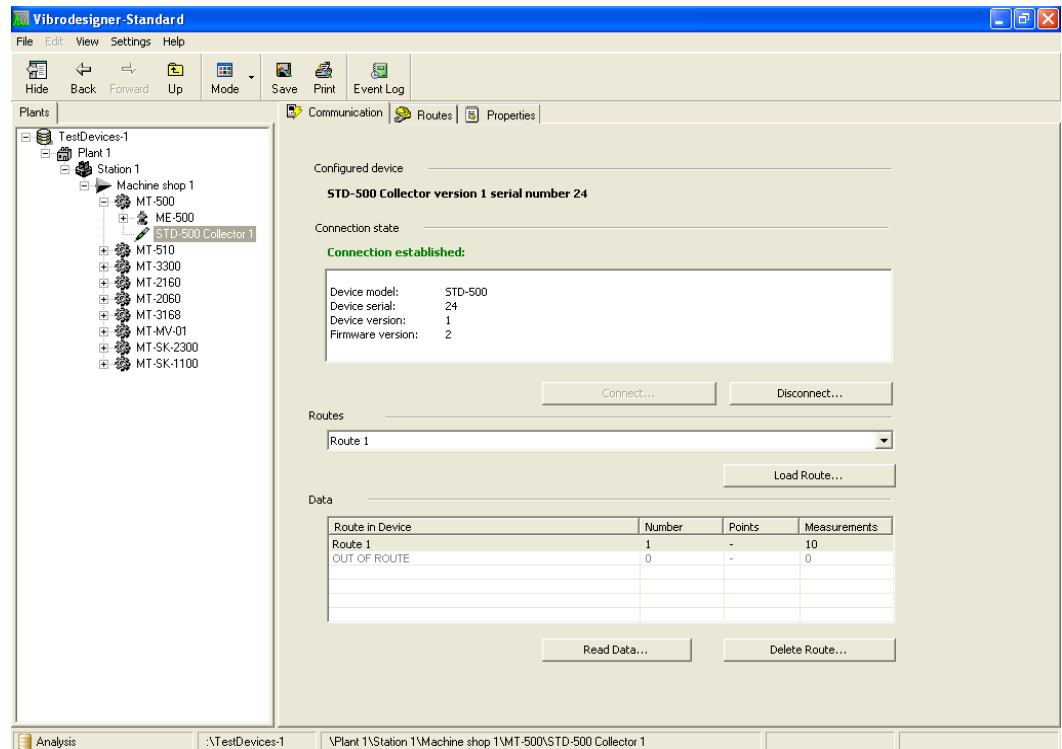 Vibrodesigner-Standard
File Edit View Settings Help
Hide Back Forward Up Mode Save Print Event Log
Plants
TestDevices-1
Plant 1
Station 1
Machine shop 1
MT-500
ME-500
STD-500 Collector 1
MT-510
MT-3300
MT-2160
MT-2060
MT-3168
MT-MV-01
MT-SK-2300
MT-SK-1100
Communication Routes Properties
Configured device
STD-500 Collector version 1 serial number 24
Connection state
Connection established:
Device model: STD-500
Device serial: 24
Device version: 1
Firmware version: 2
Connect... Disconnect...
Routes
Route 1
Load Route...
Data
Route in Device Number Points Measurements
Route 1 1 - 10
OUT OF ROUTE 0 - 0
Read Data... Delete Route...
Analysis :\TestDevices-1 \Plant 1\Station 1\Machine shop 1\MT-500\STD-500 Collector 1